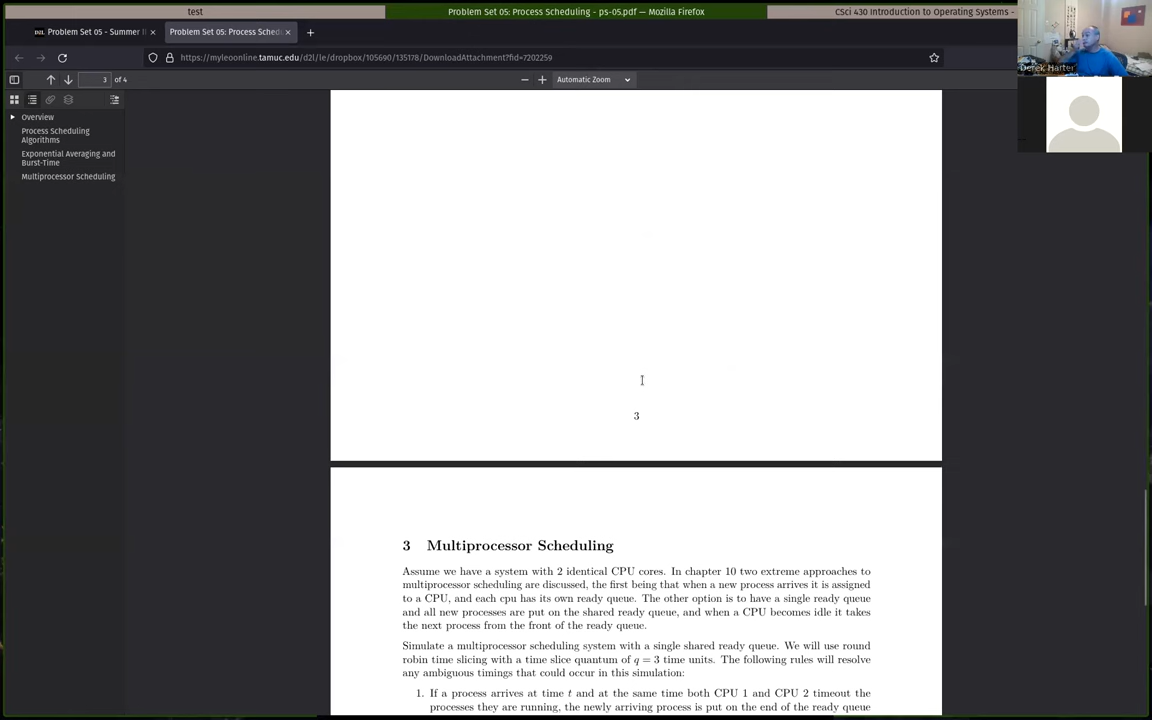 test
Problem Set 05: Process Scheduling - ps-05.pdf — Mozilla Firefox
CSci 430 Introduction to Operating Systems -
Problem Set 05 - Summer
Problem Set 05: Process Sched
https://myleoonline.tamuc.edu/d2l/le/dropbox/105690/135178/DownloadAttachment?fid=7202259
3 of 4
Automatic Zoom
Derek Harter
Overview
Process Scheduling
Algorithms
Exponential Averaging and
Burst-Time
Multiprocessor Scheduling
3
3 Multiprocessor Scheduling
Assume we have a system with 2 identical CPU cores. In chapter 10 two extreme approaches to
multiprocessor scheduling are discussed, the first being that when a new process arrives it is assigned
to a CPU, and each cpu has its own ready queue. The other option is to have a single ready queue
and all new processes are put on the shared ready queue, and when a CPU becomes idle it takes
the next process from the front of the ready queue.
Simulate a multiprocessor scheduling system with a single shared ready queue. We will use round
robin time slicing with a time slice quantum of q = 3 time units. The following rules will resolve
any ambiguous timings that could occur in this simulation:
1. If a process arrives at time t and at the same time both CPU 1 and CPU 2 timeout the
processes they are running, the newly arriving process is put on the end of the ready queue